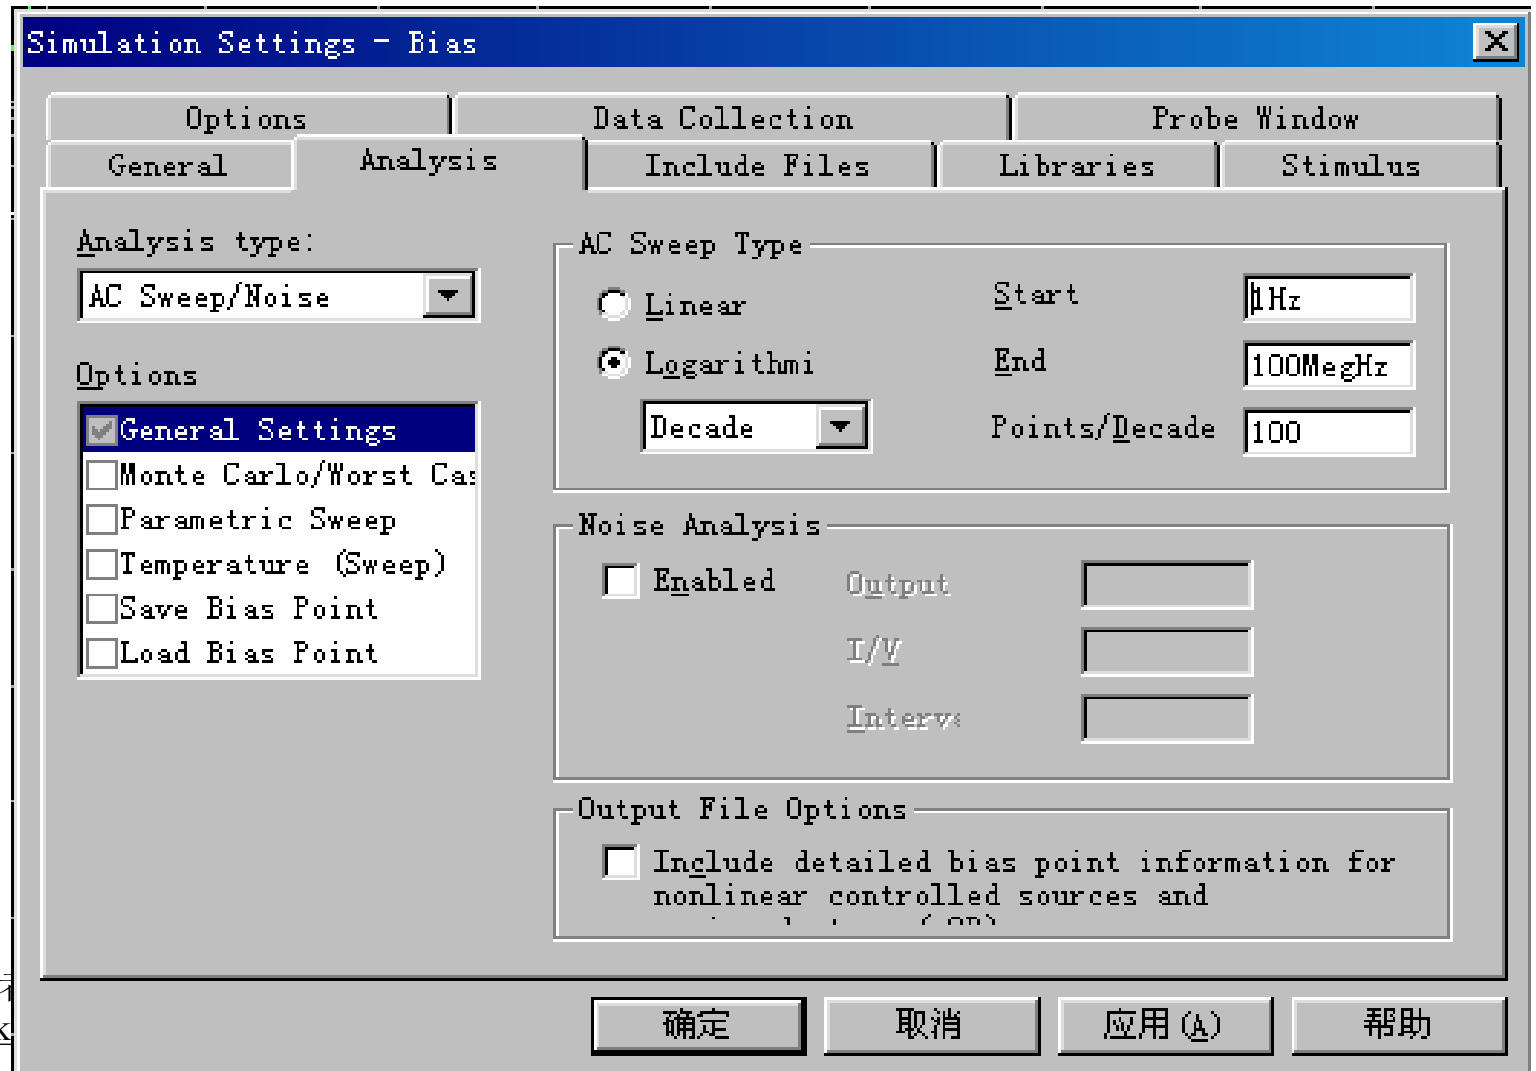 Simulation Settings - Bias
Options
Data Collection
Probe Window
General
Analysis
Include Files
Libraries
Stimulus
Analysis type:
AC Sweep/Noise
Options
General Settings
Monte Carlo/Worst Cas
Parametric Sweep
Temperature (Sweep)
Save Bias Point
Load Bias Point
AC Sweep Type
Linear
Logarithmi
Decade
Start
1Hz
End
100MegHz
Points/Decade
100
Noise Analysis
Enabled
Output
I/V
Interva
Output File Options
Include detailed bias point information for
nonlinear controlled sources and
确定
取消
应用(A)
帮助